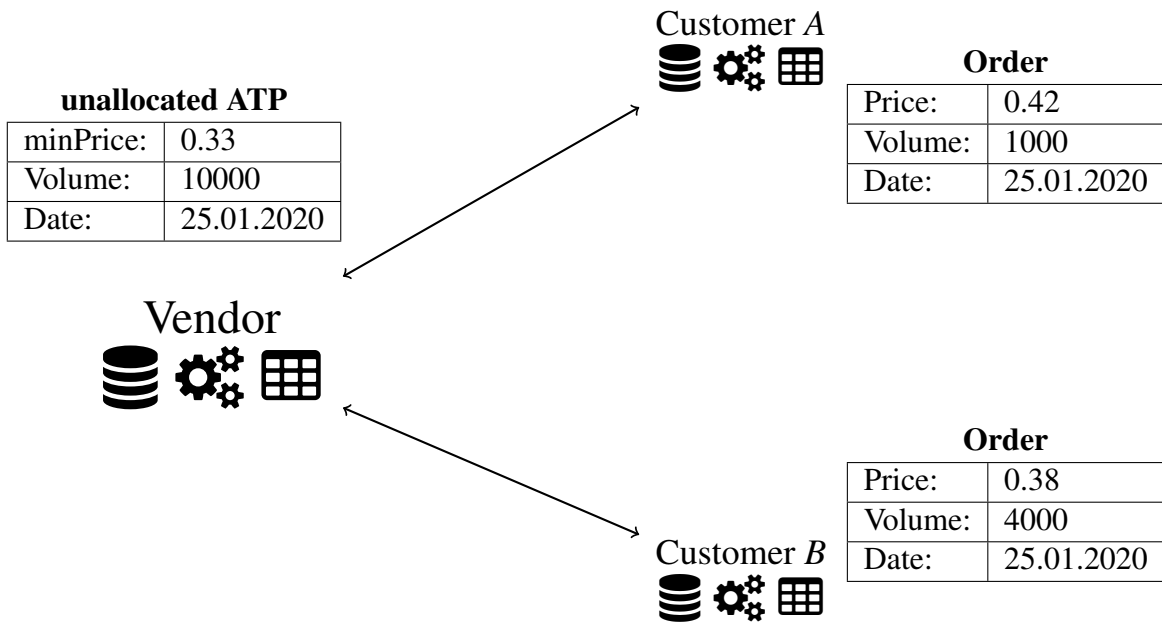 Customer A
Order
Price: 0.42
Volume: 1000
Date: 25.01.2020
unallocated ATP
minPrice: 0.33
Volume: 10000
Date: 25.01.2020
Vendor
Order
Price: 0.38
Volume: 4000
Date: 25.01.2020
Customer B